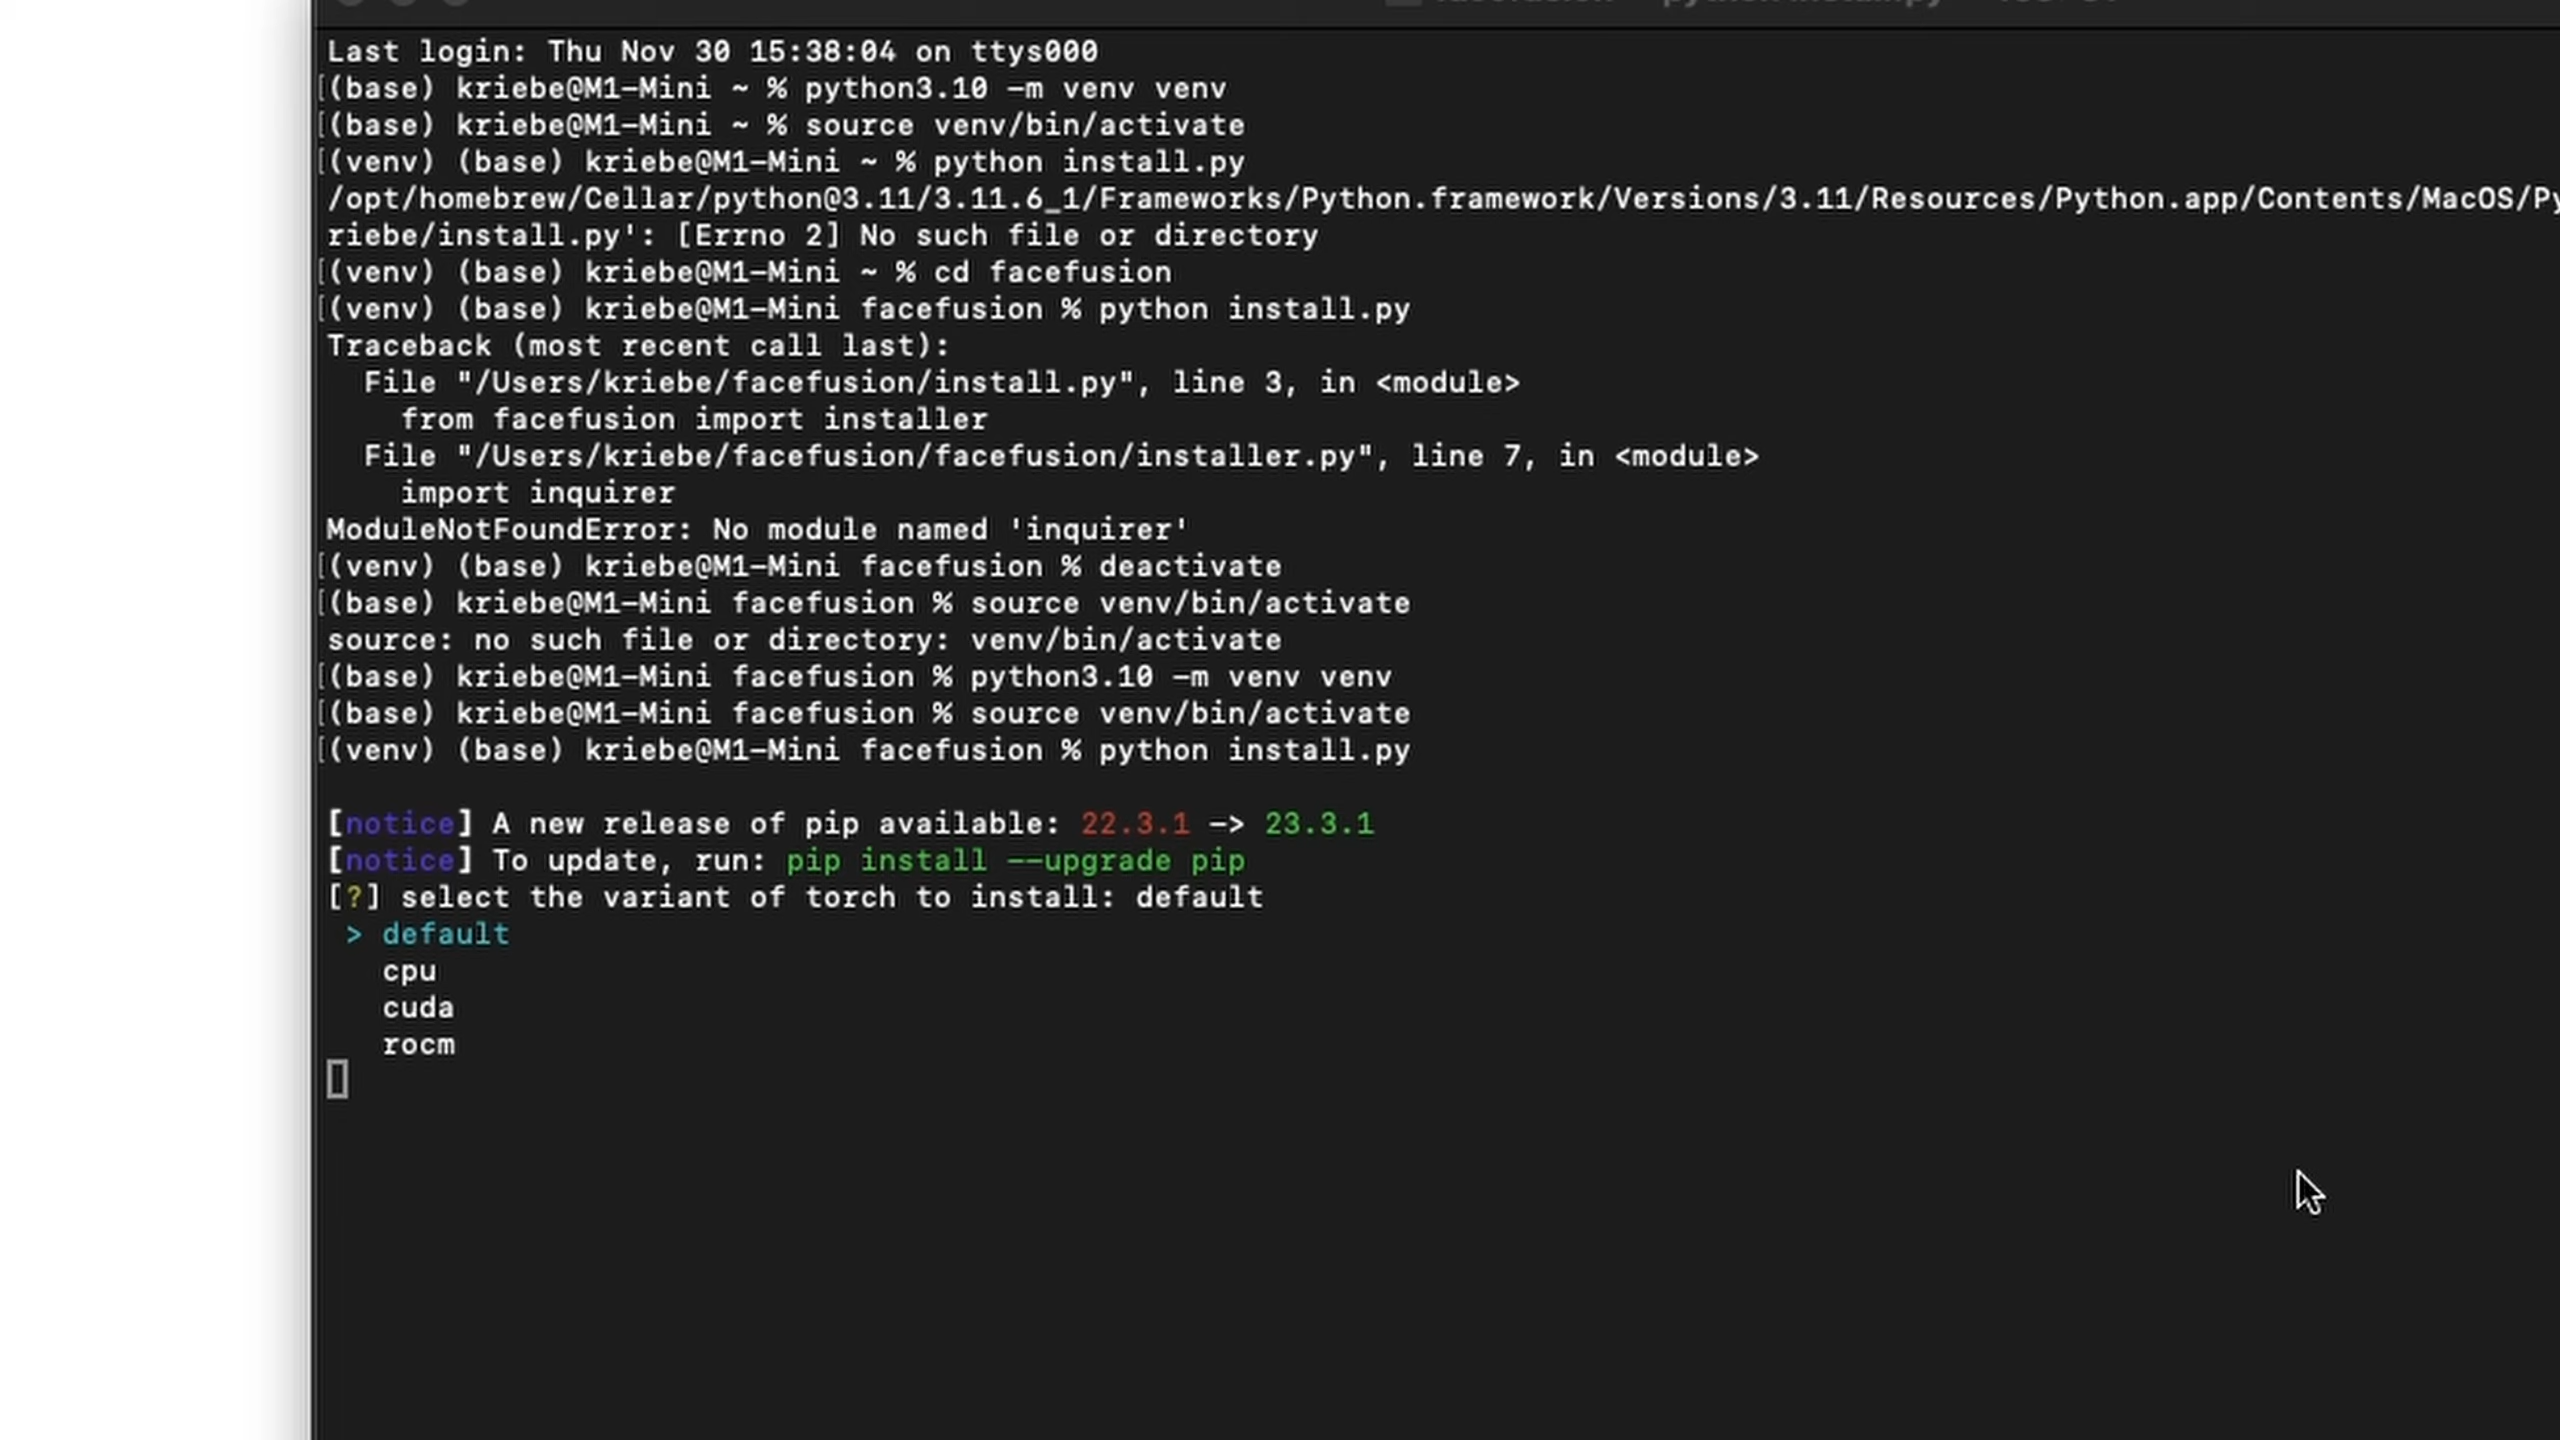 Last login: Thu Nov 30 15:38:04 on ttys000
[(base) kriebe@M1-Mini ~ % python3.10 -m venv venv
[(base) kriebe@M1-Mini ~ % source venv/bin/activate
[(venv) (base) kriebe@M1-Mini ~ % python install.py
/opt/homebrew/Cellar/python@3.11/3.11.6_1/Frameworks/Python.framework/Versions/3.11/Resources/Python.app/Contents/MacOS/Py
riebe/install.py': [Errno 2] No such file or directory
[(venv) (base) kriebe@M1-Mini ~ % cd facefusion
[(venv) (base) kriebe@M1-Mini facefusion % python install.py
Traceback (most recent call last):
  File "/Users/kriebe/facefusion/install.py", line 3, in <module>
    from facefusion import installer
  File "/Users/kriebe/facefusion/facefusion/installer.py", line 7, in <module>
    import inquirer
ModuleNotFoundError: No module named 'inquirer'
[(venv) (base) kriebe@M1-Mini facefusion % deactivate
[(base) kriebe@M1-Mini facefusion % source venv/bin/activate
source: no such file or directory: venv/bin/activate
[(base) kriebe@M1-Mini facefusion % python3.10 -m venv venv
[(base) kriebe@M1-Mini facefusion % source venv/bin/activate
[(venv) (base) kriebe@M1-Mini facefusion % python install.py
[notice] A new release of pip available: 22.3.1 -> 23.3.1
[notice] To update, run: pip install --upgrade pip
[?] select the variant of torch to install: default
 > default
   cpu
   cuda
   rocm